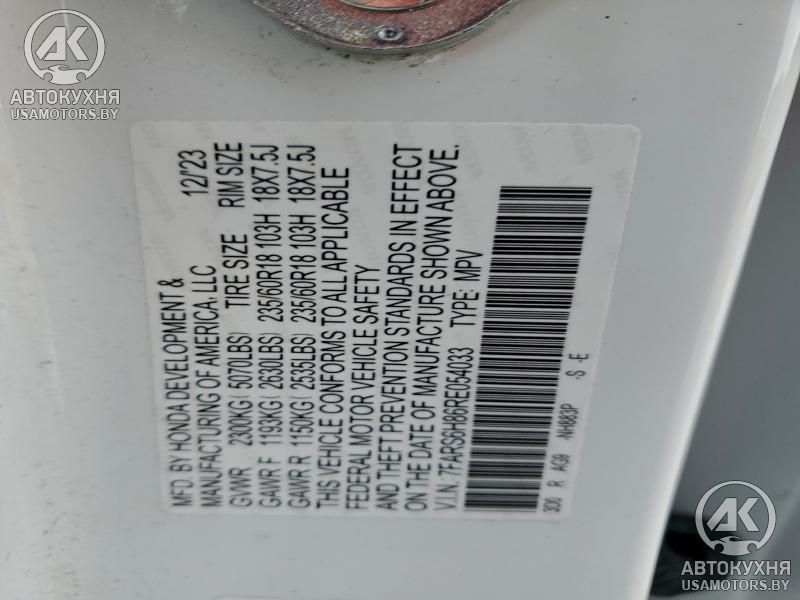 AK
АВТОКУХНЯ
USAMOTORS.BY
MFD. BY HONDA DEVELOPMENT & 12/'23
MANUFACTURING OF AMERICA, LLC
GVWR 2300KG( 5070LBS) TIRE SIZE RIM SIZE
GAWR F 1193KG( 2630LBS) 235/60R18 103H 18X7.5J
GAWR R 1150KG( 2535LBS) 235/60R18 103H 18X7.5J
THIS VEHICLE CONFORMS TO ALL APPLICABLE
FEDERAL MOTOR VEHICLE SAFETY
AND THEFT PREVENTION STANDARDS IN EFFECT
ON THE DATE OF MANUFACTURE SHOWN ABOVE.
V.I.N: 7FARS6H86RE054033 TYPE: MPV
3D0 R AG9 -NH883P -S -E
AK
АВТОКУХНЯ
USAMOTORS.BY